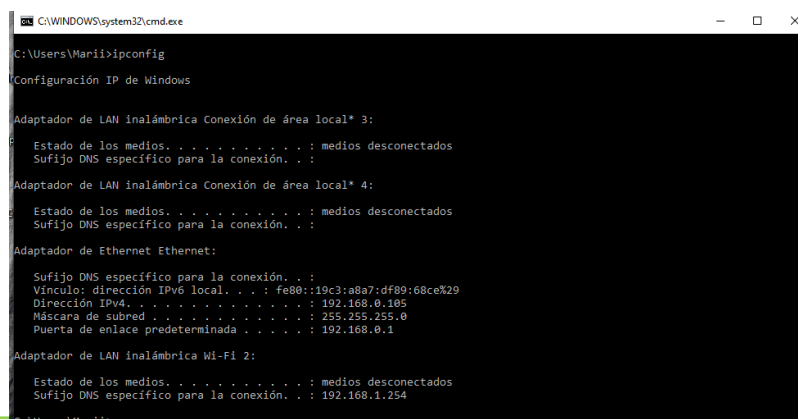 C:\WINDOWS\system32\cmd.exe
C:\Users\Marii>ipconfig
Configuración IP de Windows
Adaptador de LAN inalámbrica Conexión de área local* 3:
Estado de los medios. . . . . . . . . . . : medios desconectados
Sufijo DNS específico para la conexión. . :
Adaptador de LAN inalámbrica Conexión de área local* 4:
Estado de los medios. . . . . . . . . . . : medios desconectados
Sufijo DNS específico para la conexión. . :
Adaptador de Ethernet Ethernet:
Sufijo DNS específico para la conexión. . :
Vínculo: dirección IPv6 local. . . : fe80::19c3:a8a7:df89:68ce%29
Dirección IPv4. . . . . . . . . . . . . . : 192.168.0.105
Máscara de subred . . . . . . . . . . . . : 255.255.255.0
Puerta de enlace predeterminada . . . . . : 192.168.0.1
Adaptador de LAN inalámbrica Wi-Fi 2:
Estado de los medios. . . . . . . . . . . : medios desconectados
Sufijo DNS específico para la conexión. . : 192.168.1.254